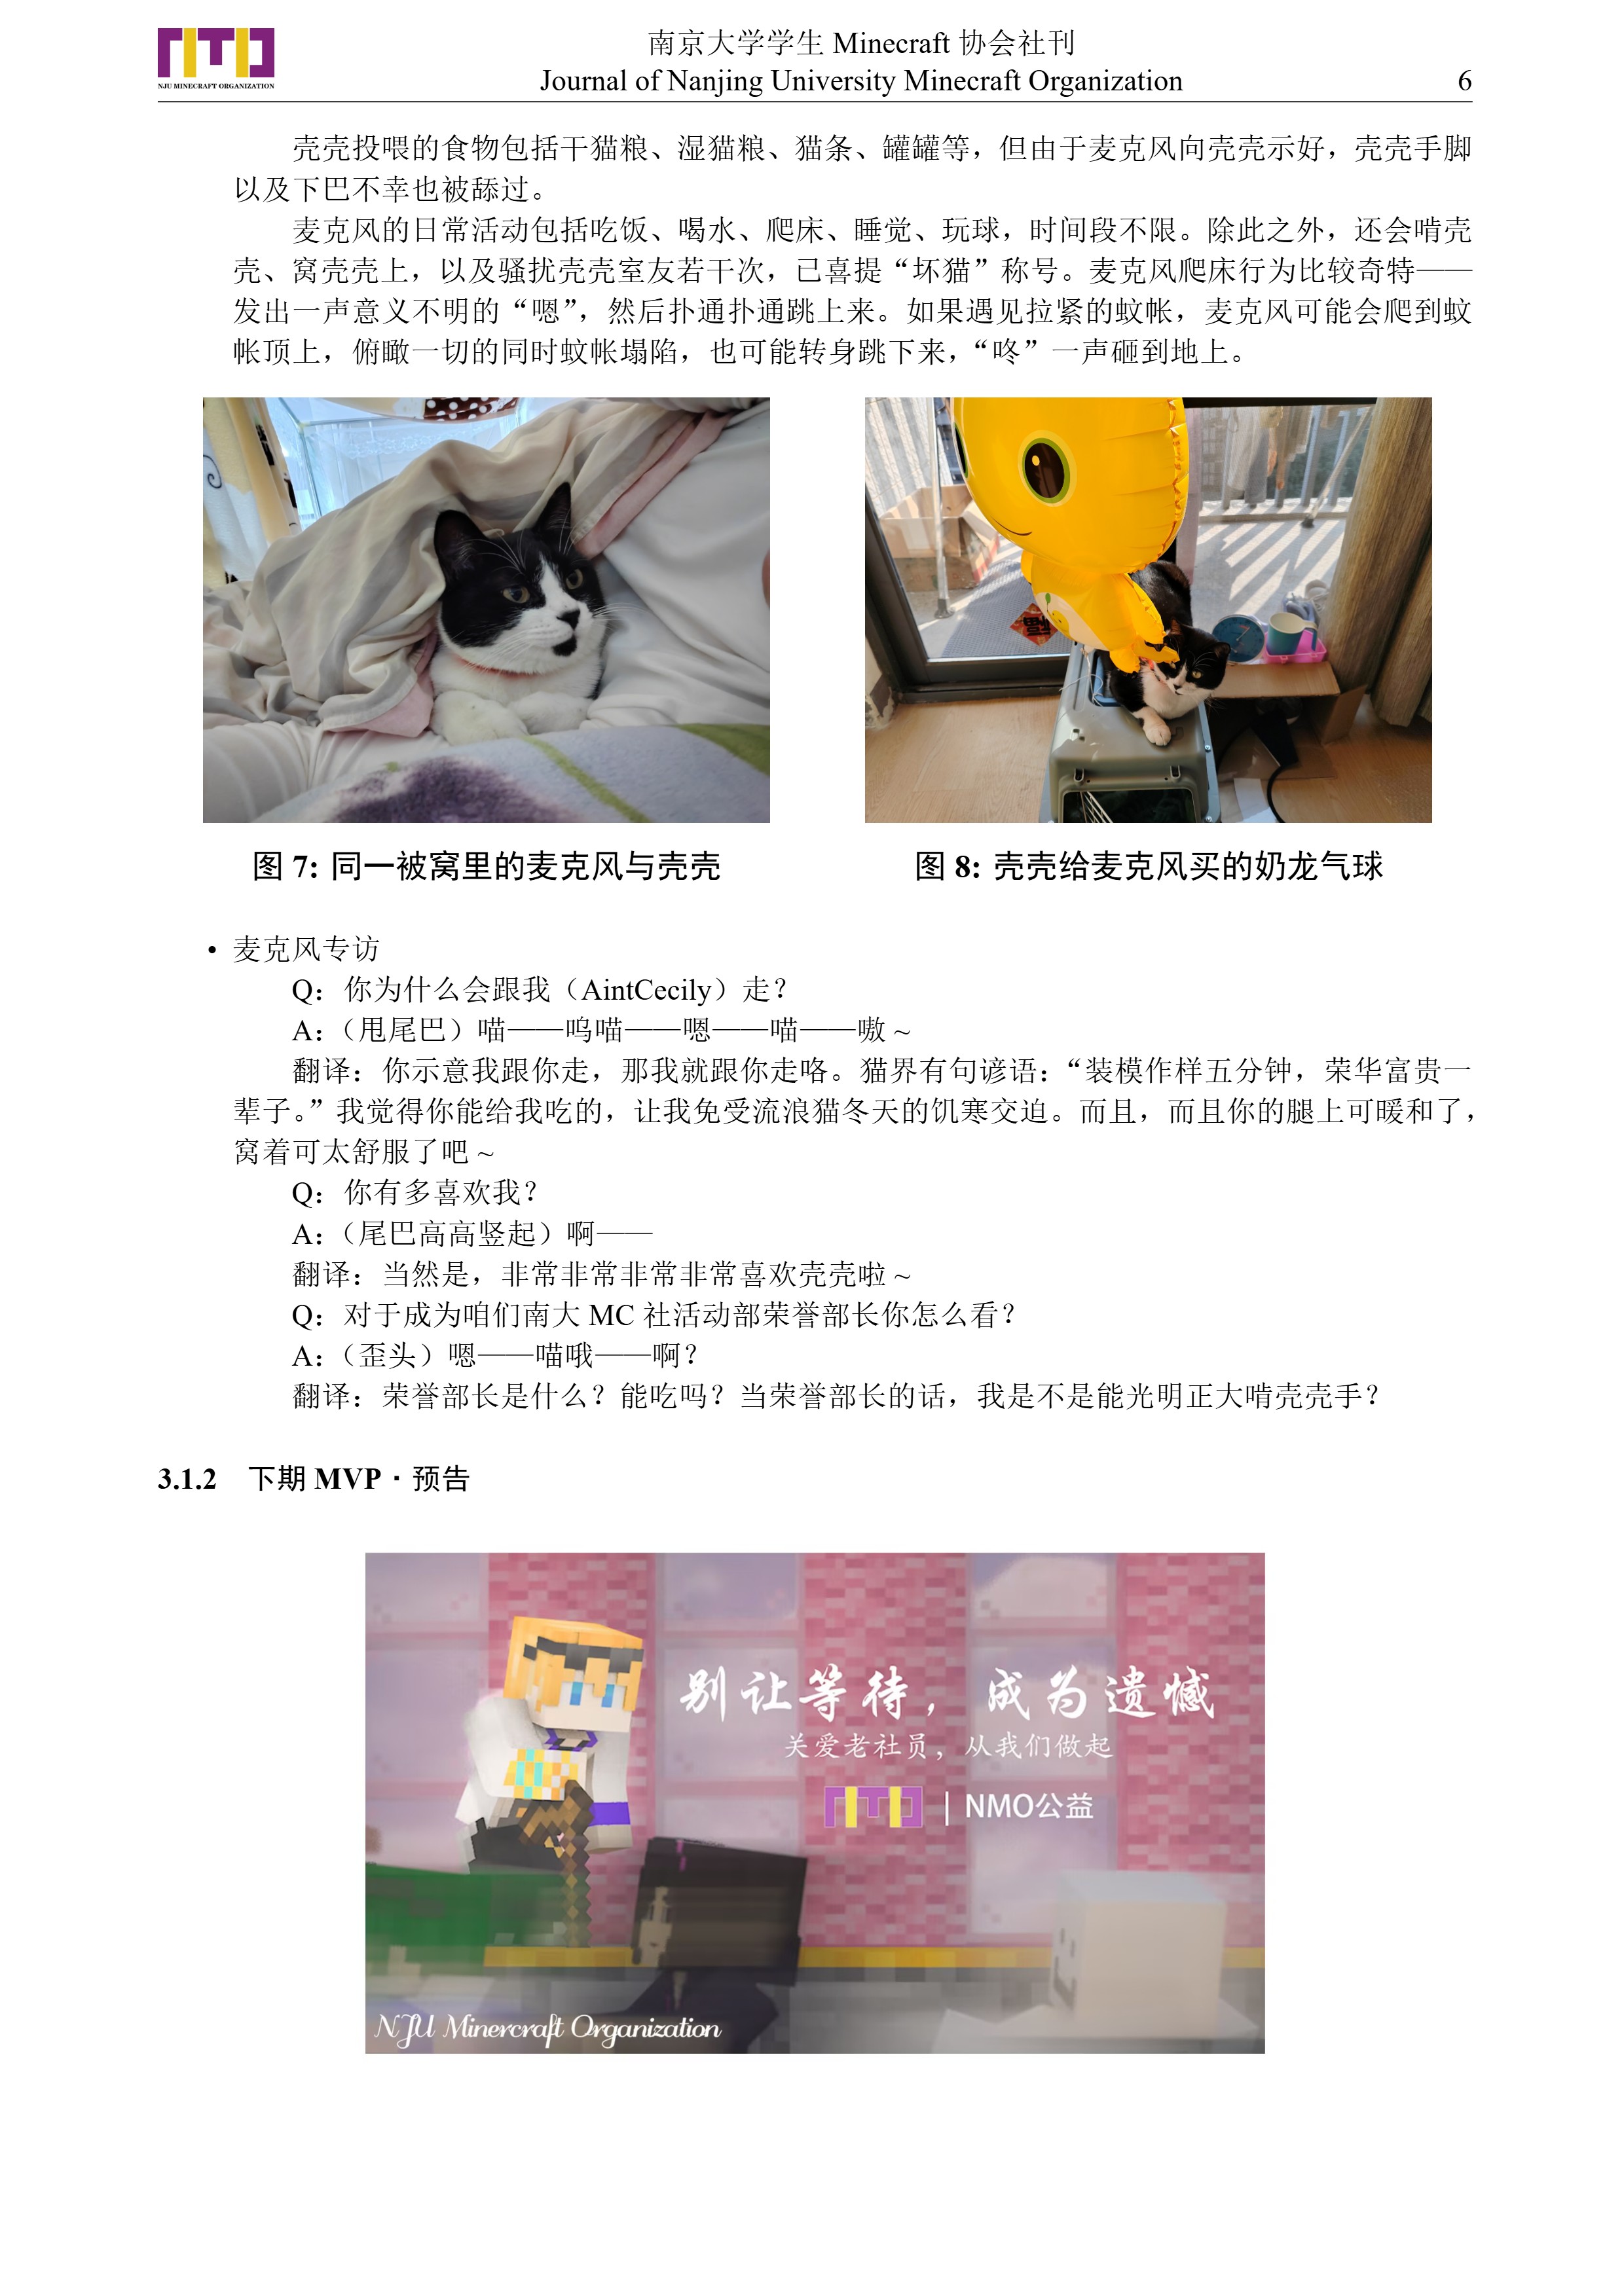 NJU MINECRAFT ORGANIZATION
南京大学学生 Minecraft 协会社刊
Journal of Nanjing University Minecraft Organization
6
壳壳投喂的食物包括干猫粮、湿猫粮、猫条、罐罐等，但由于麦克风向壳壳示好，壳壳手脚
以及下巴不幸也被舔过。
麦克风的日常活动包括吃饭、喝水、爬床、睡觉、玩球，时间段不限。除此之外，还会啃壳
壳、窝壳壳上，以及骚扰壳壳室友若干次，已喜提“坏猫”称号。麦克风爬床行为比较奇特——
发出一声意义不明的“嗯”，然后扑通扑通跳上来。如果遇见拉紧的蚊帐，麦克风可能会爬到蚊
帐顶上，俯瞰一切的同时蚊帐塌陷，也可能转身跳下来，“咚”一声砸到地上。
图 7: 同一被窝里的麦克风与壳壳
图 8: 壳壳给麦克风买的奶龙气球
• 麦克风专访
Q：你为什么会跟我（AintCecily）走？
A：（甩尾巴）喵——呜喵——嗯——喵——嗷 ~
翻译：你示意我跟你走，那我就跟你走咯。猫界有句谚语：“装模作样五分钟，荣华富贵一
辈子。”我觉得你能给我吃的，让我免受流浪猫冬天的饥寒交迫。而且，而且你的腿上可暖和了，
窝着可太舒服了吧 ~
Q：你有多喜欢我？
A：（尾巴高高竖起）啊——
翻译：当然是，非常非常非常非常喜欢壳壳啦 ~
Q：对于成为咱们南大 MC 社活动部荣誉部长你怎么看？
A：（歪头）嗯——喵哦——啊？
翻译：荣誉部长是什么？能吃吗？当荣誉部长的话，我是不是能光明正大啃壳壳手？
3.1.2 下期 MVP · 预告
别让等待，成为遗憾
关爱老社员，从我们做起
NMO公益
NJU Minercraft Organization